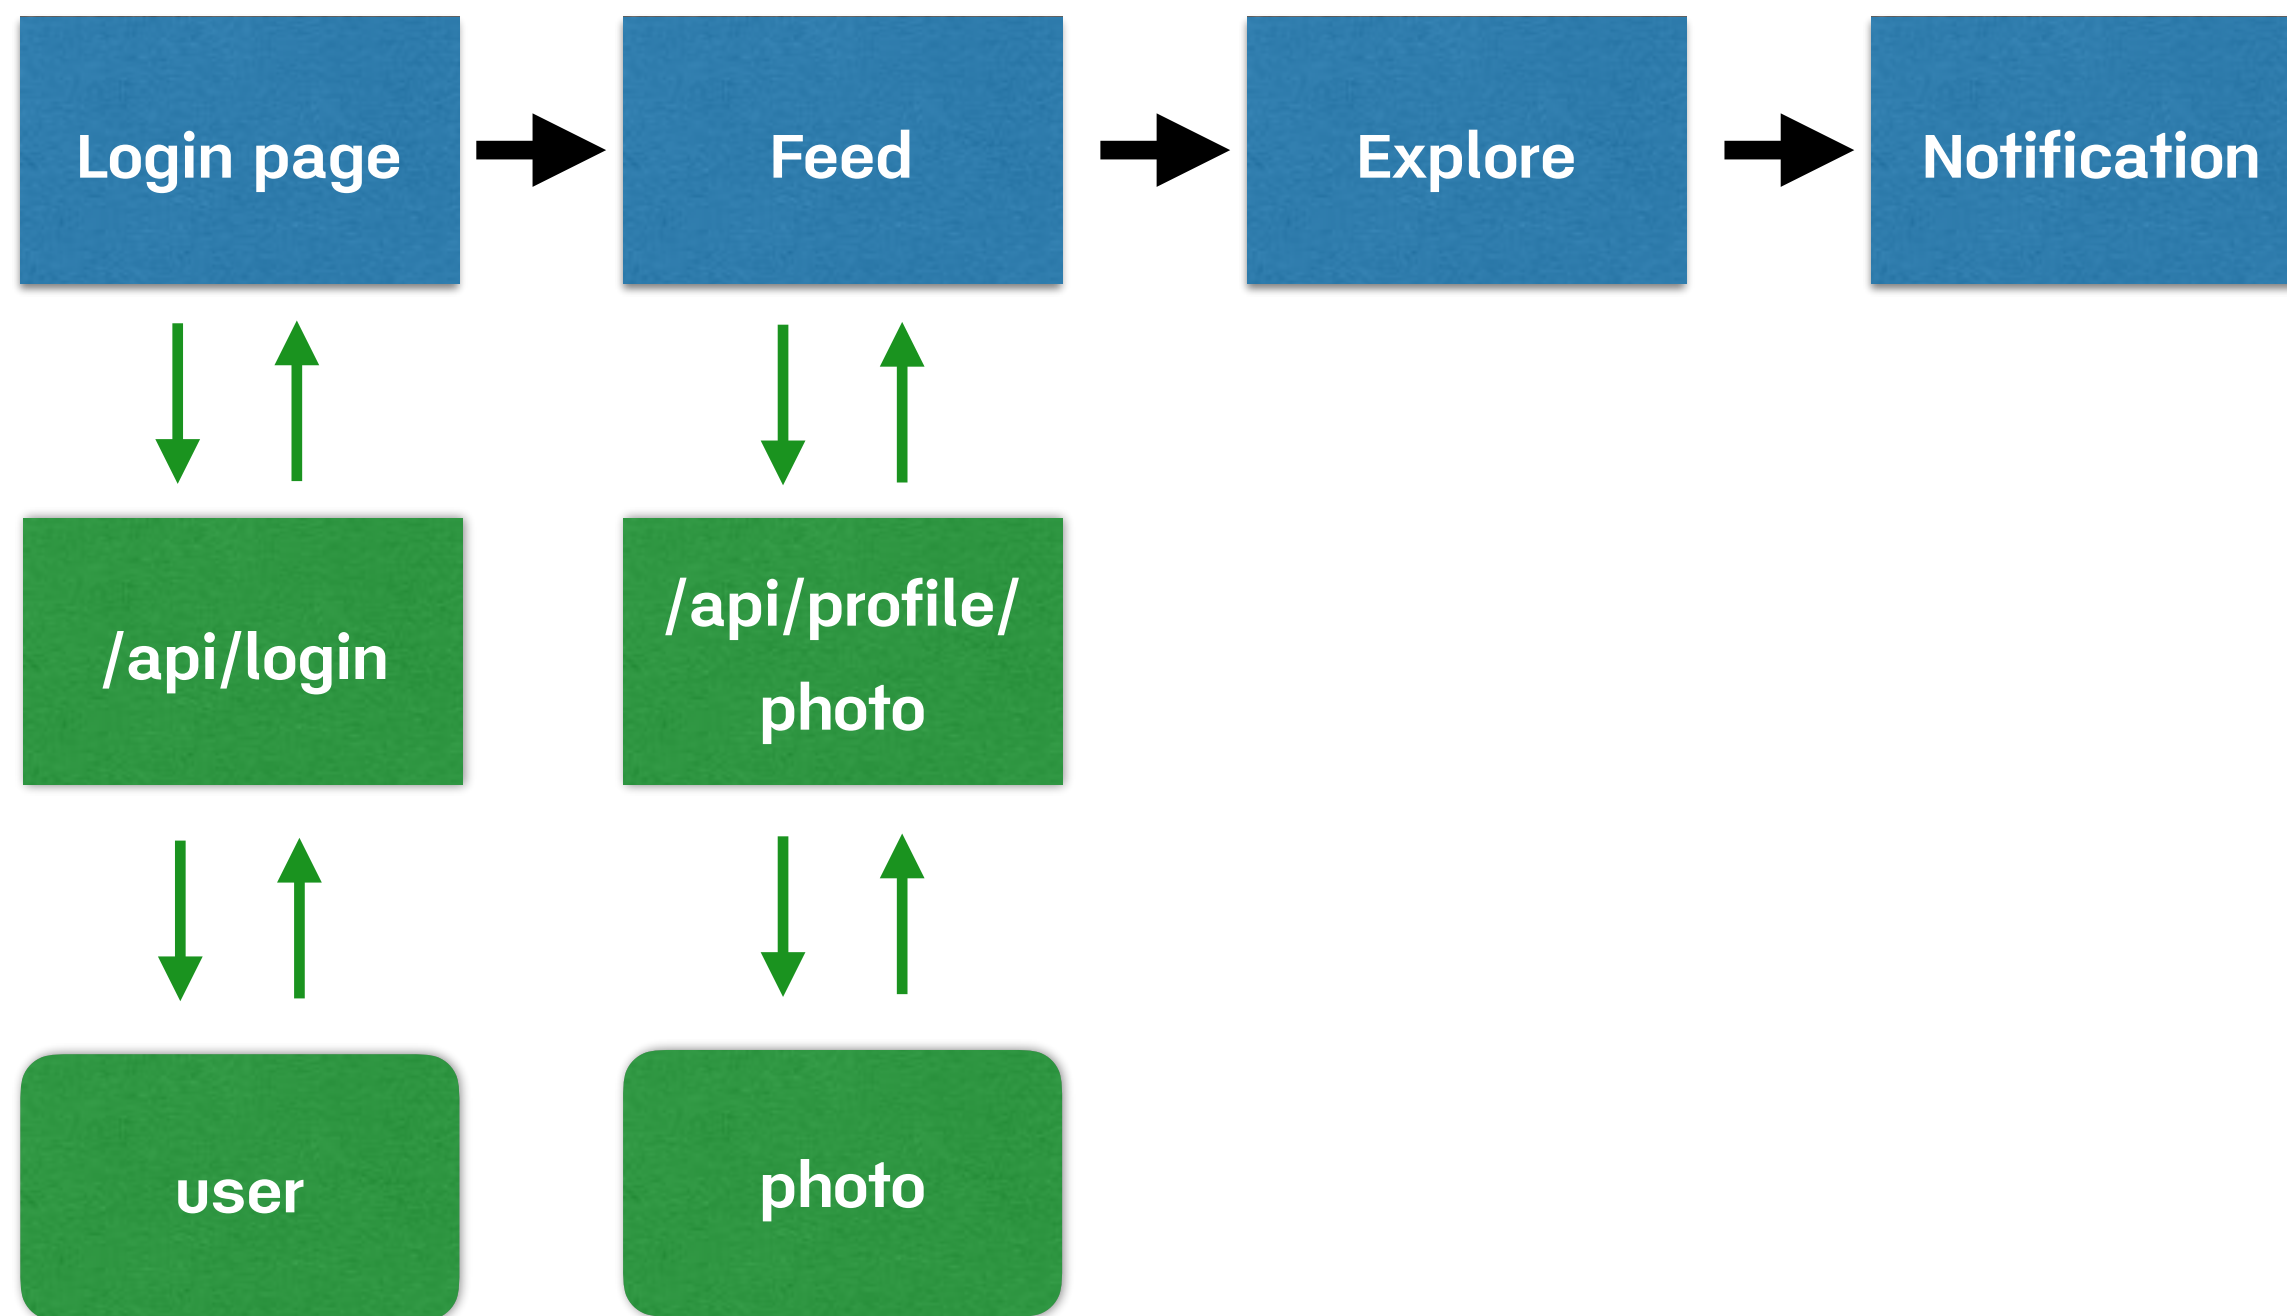 Login page
Feed
Explore
Notification
/api/login
/api/profile/
photo
user
photo